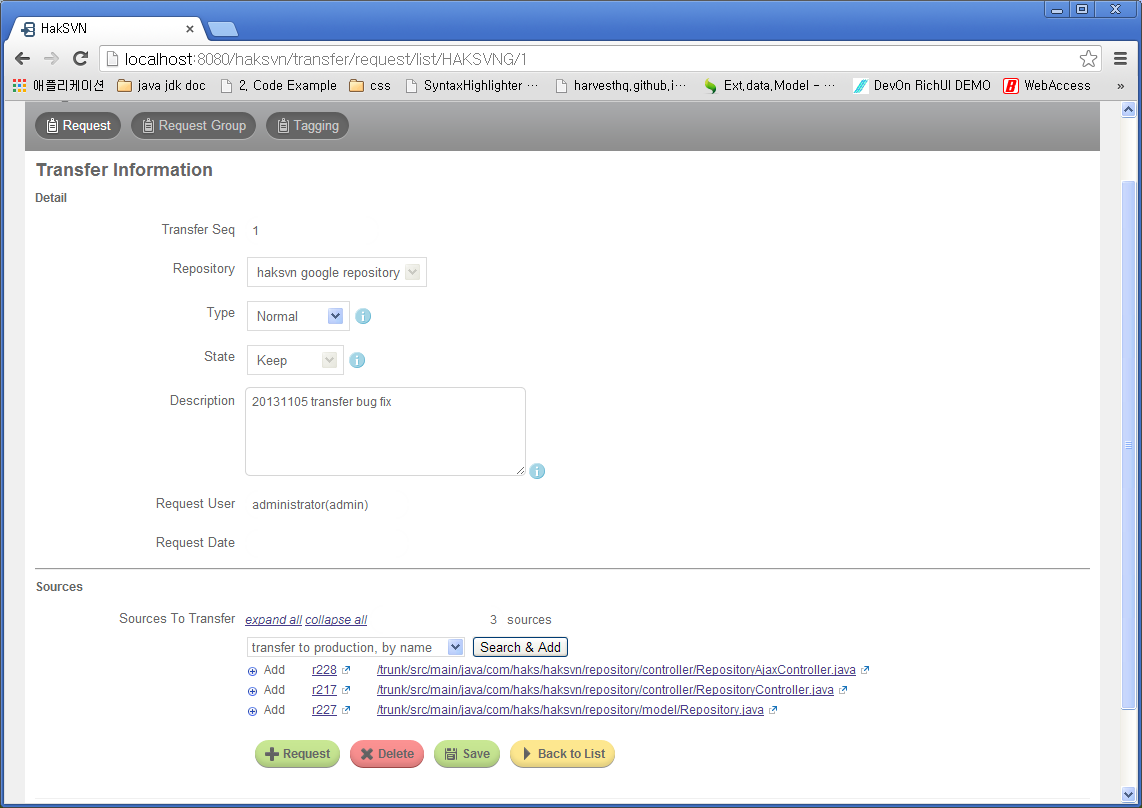 HakSVN
localhost:8080/haksvn/transfer/request/list/HAKSVNG/1
애플리케이션 java jdk doc 2. Code Example css SyntaxHighlighter ... harvesthq.github.i... Ext.data.Model - ... DevOn RichUI DEMO WebAccess »
Request Request Group Tagging
Transfer Information
Detail
Transfer Seq 1
Repository haksvn google repository
Type Normal
State Keep
Description 20131105 transfer bug fix
Request User administrator(admin)
Request Date
Sources
Sources To Transfer expand all collapse all 3 sources
transfer to production, by name Search & Add
Add r228 /trunk/src/main/java/com/haks/haksvn/repository/controller/RepositoryAjaxController.java
Add r217 /trunk/src/main/java/com/haks/haksvn/repository/controller/RepositoryController.java
Add r227 /trunk/src/main/java/com/haks/haksvn/repository/model/Repository.java
Request Delete Save Back to List